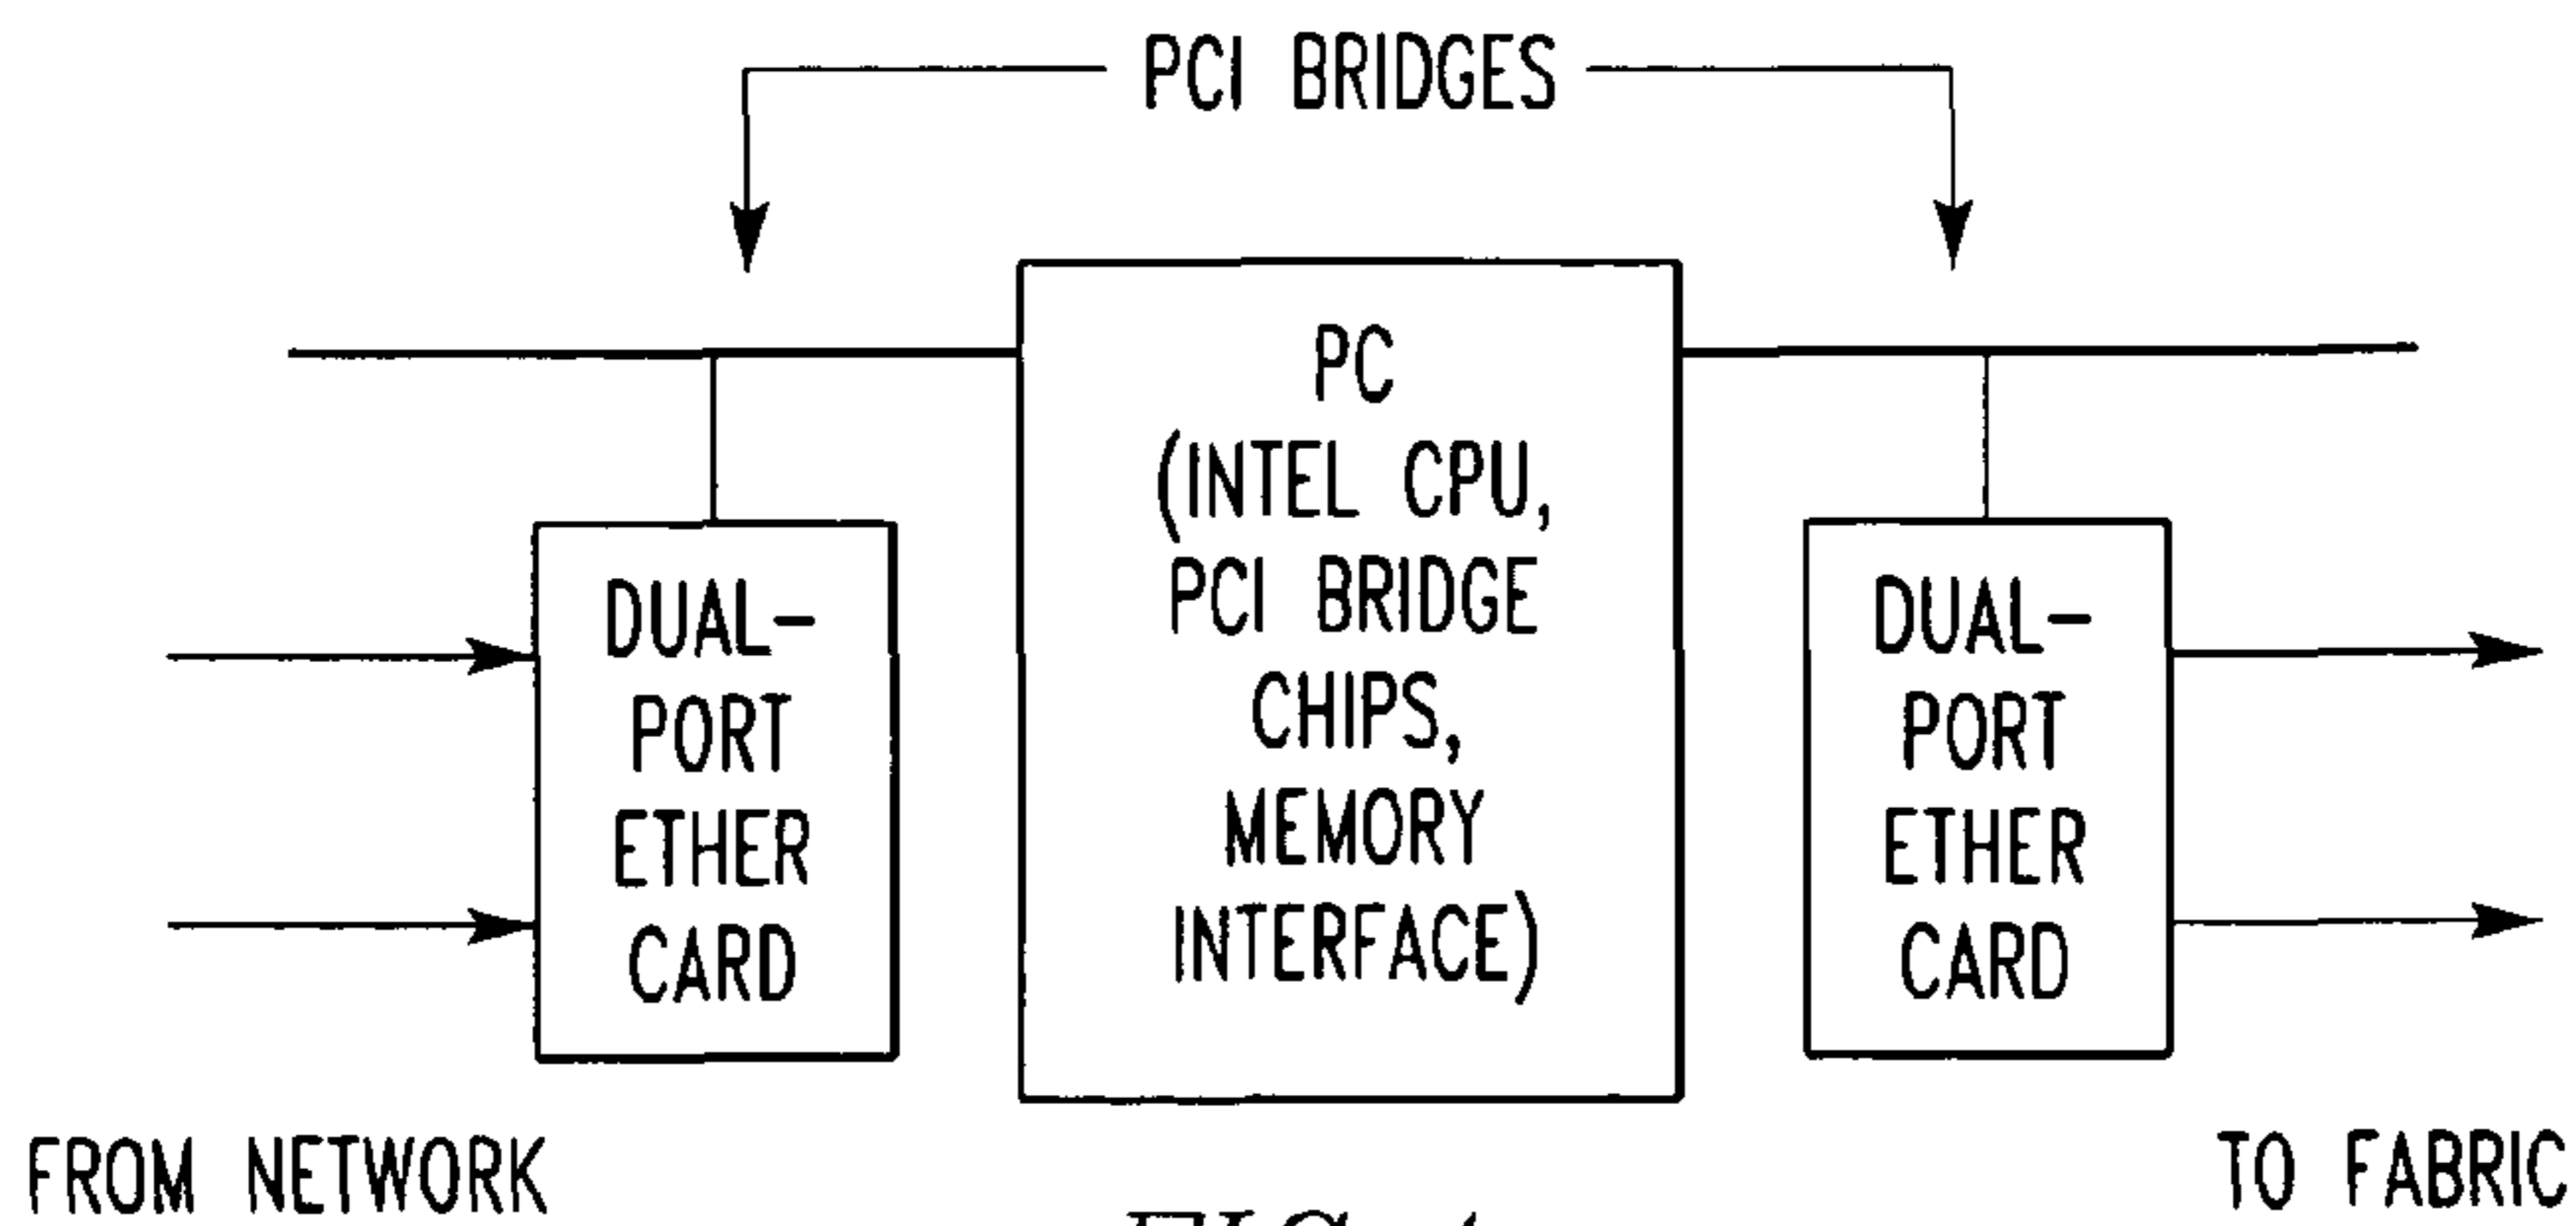 PCI BRIDGES
PC
(INTEL CPU,
PCI BRIDGE
CHIPS,
MEMORY
INTERFACE)
DUAL-
PORT
ETHER
CARD
DUAL-
PORT
ETHER
CARD
FROM NETWORK
TO FABRIC